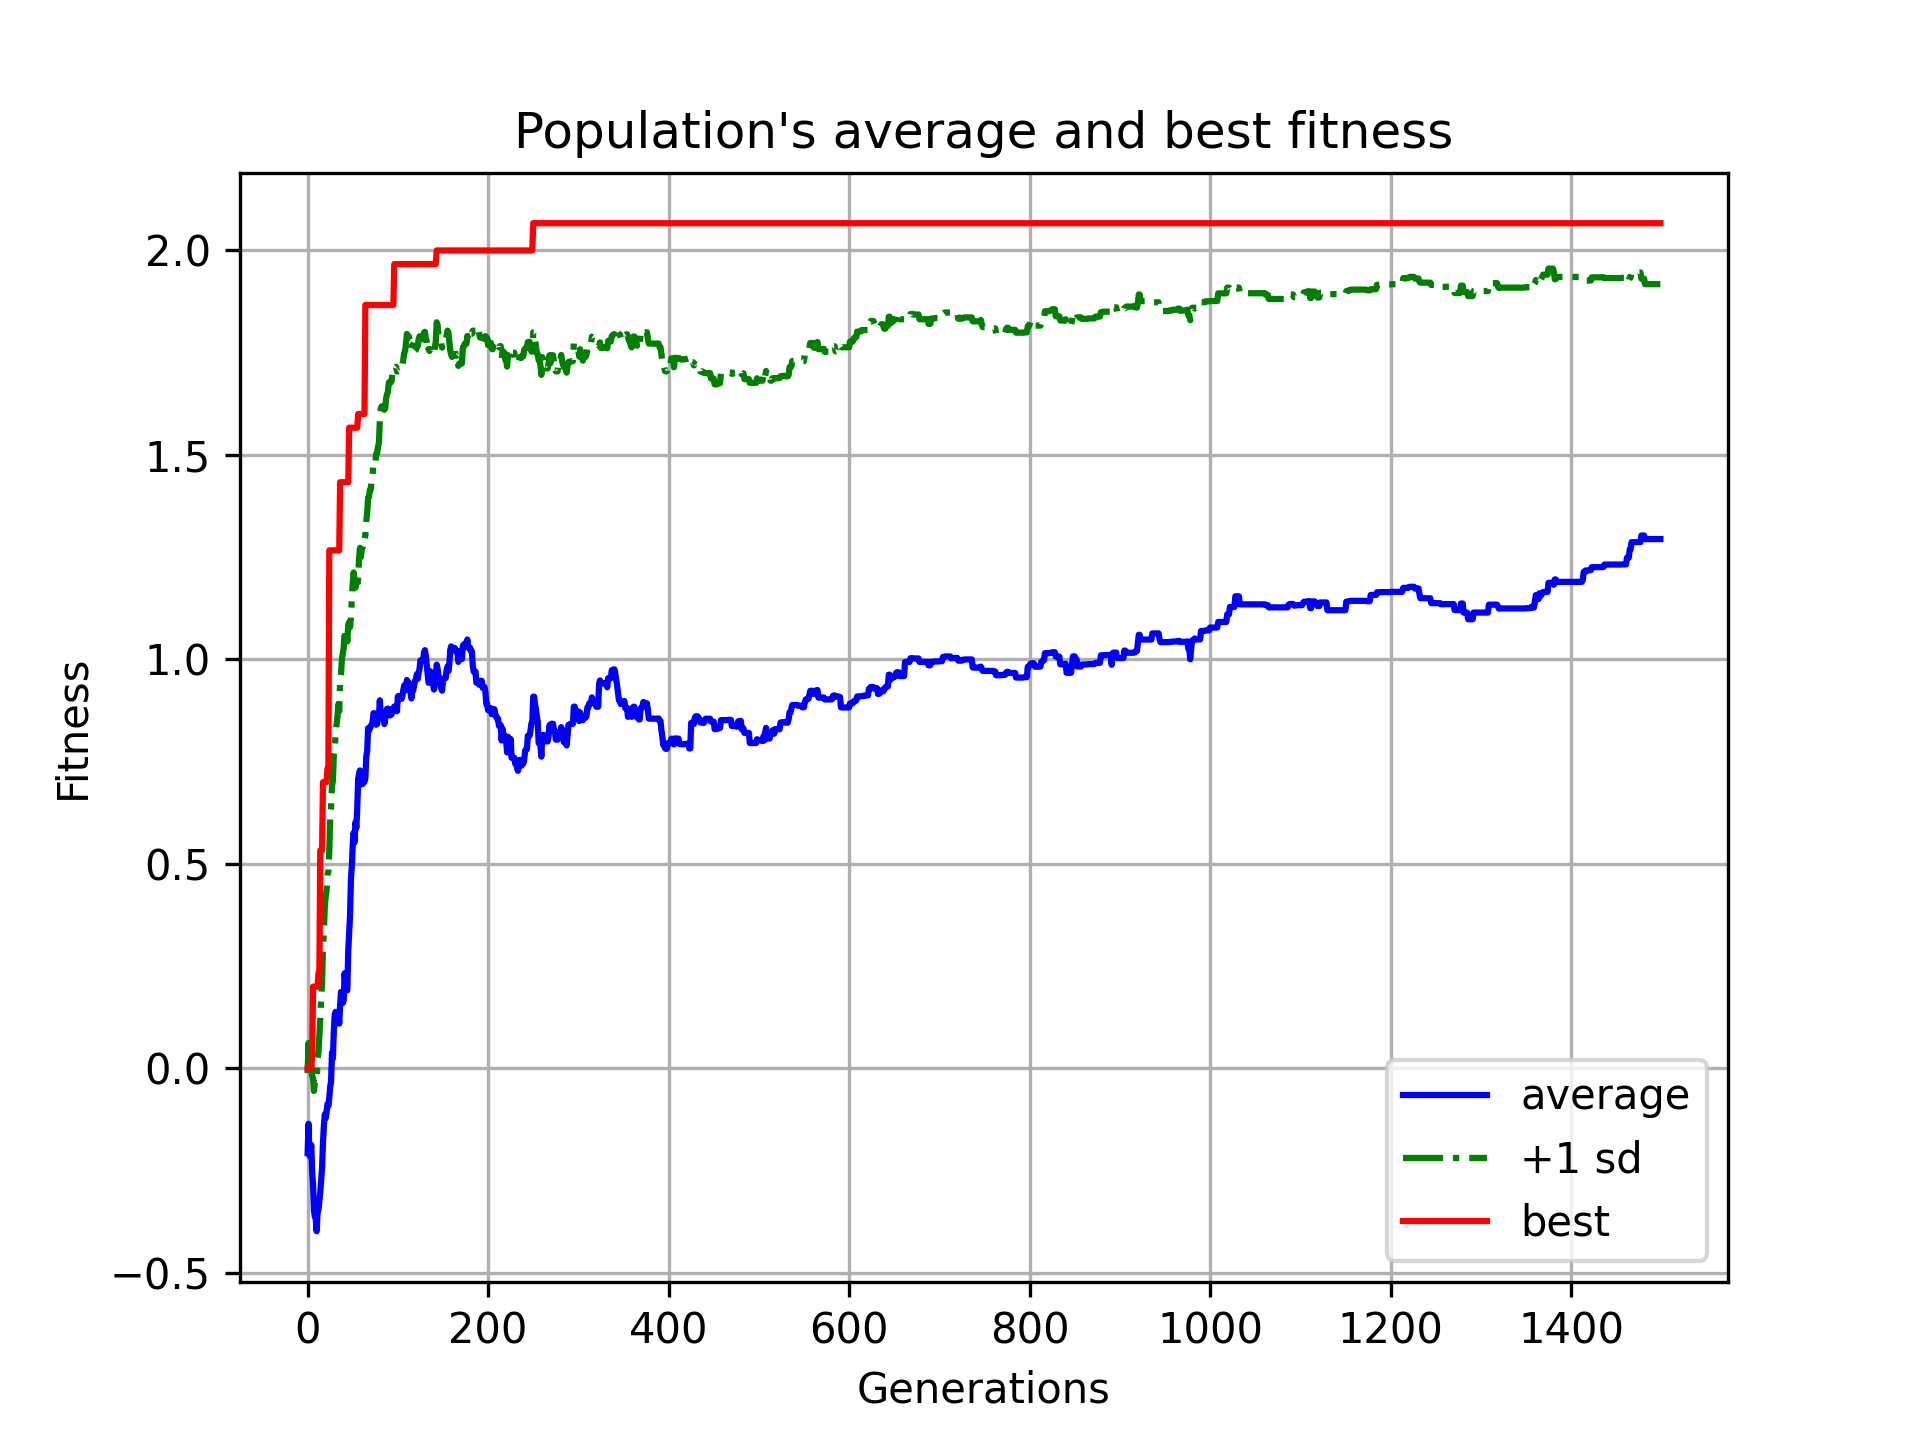 Population's average and best fitness
Fitness
2.0
1.5
1.0
0.5
0.0
−0.5
0 200 400 600 800 1000 1200 1400
Generations
average
+1 sd
best